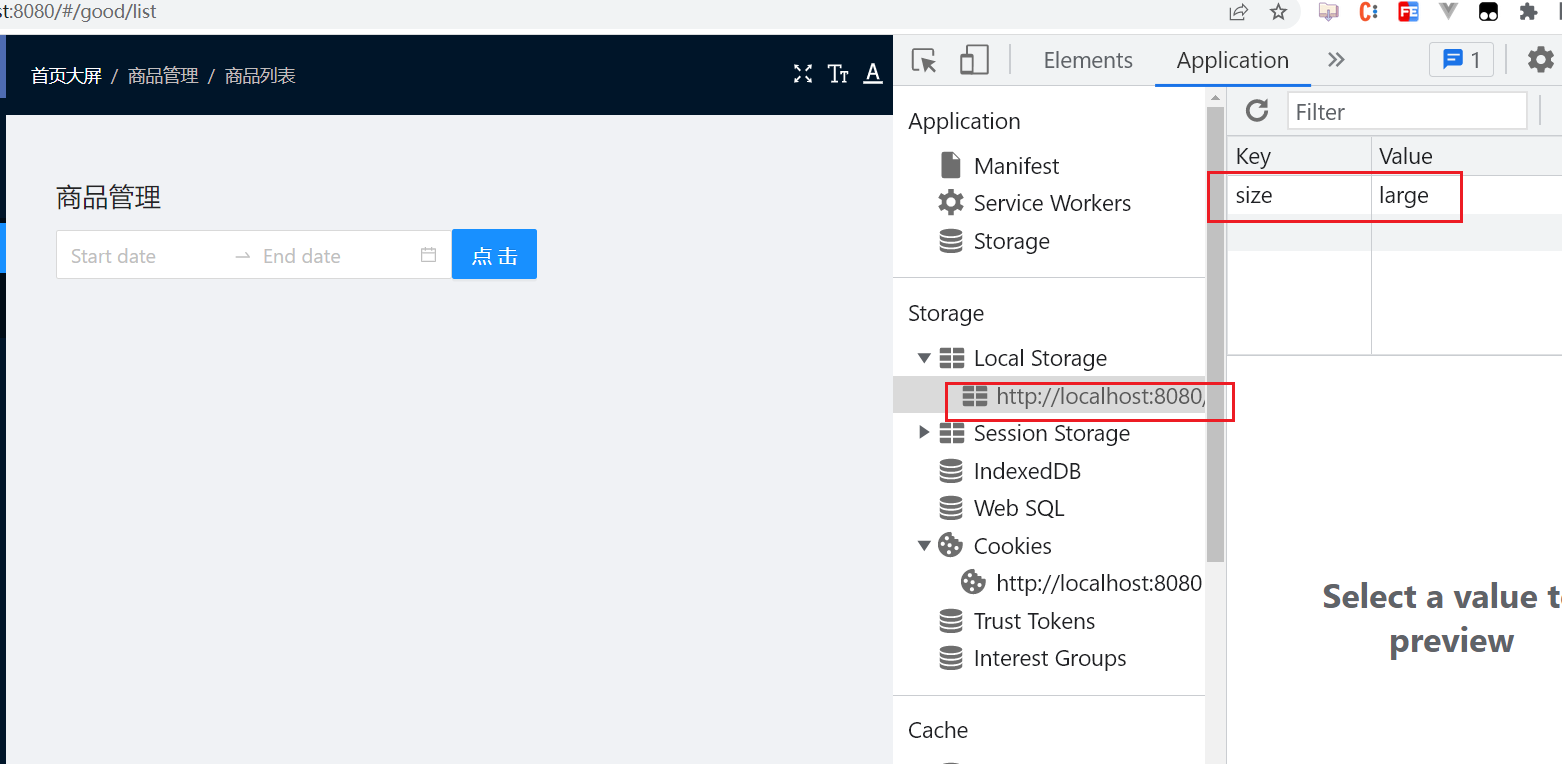 st:8080/#/good/list
首页大屏 / 商品管理 / 商品列表
商品管理
Start date → End date
点 击
Elements Application 1
Application
Manifest
Service Workers
Storage
Storage
Local Storage
http://localhost:8080/
Session Storage
IndexedDB
Web SQL
Cookies
http://localhost:8080
Trust Tokens
Interest Groups
Cache
Filter
Key Value
size large
Select a value t
preview